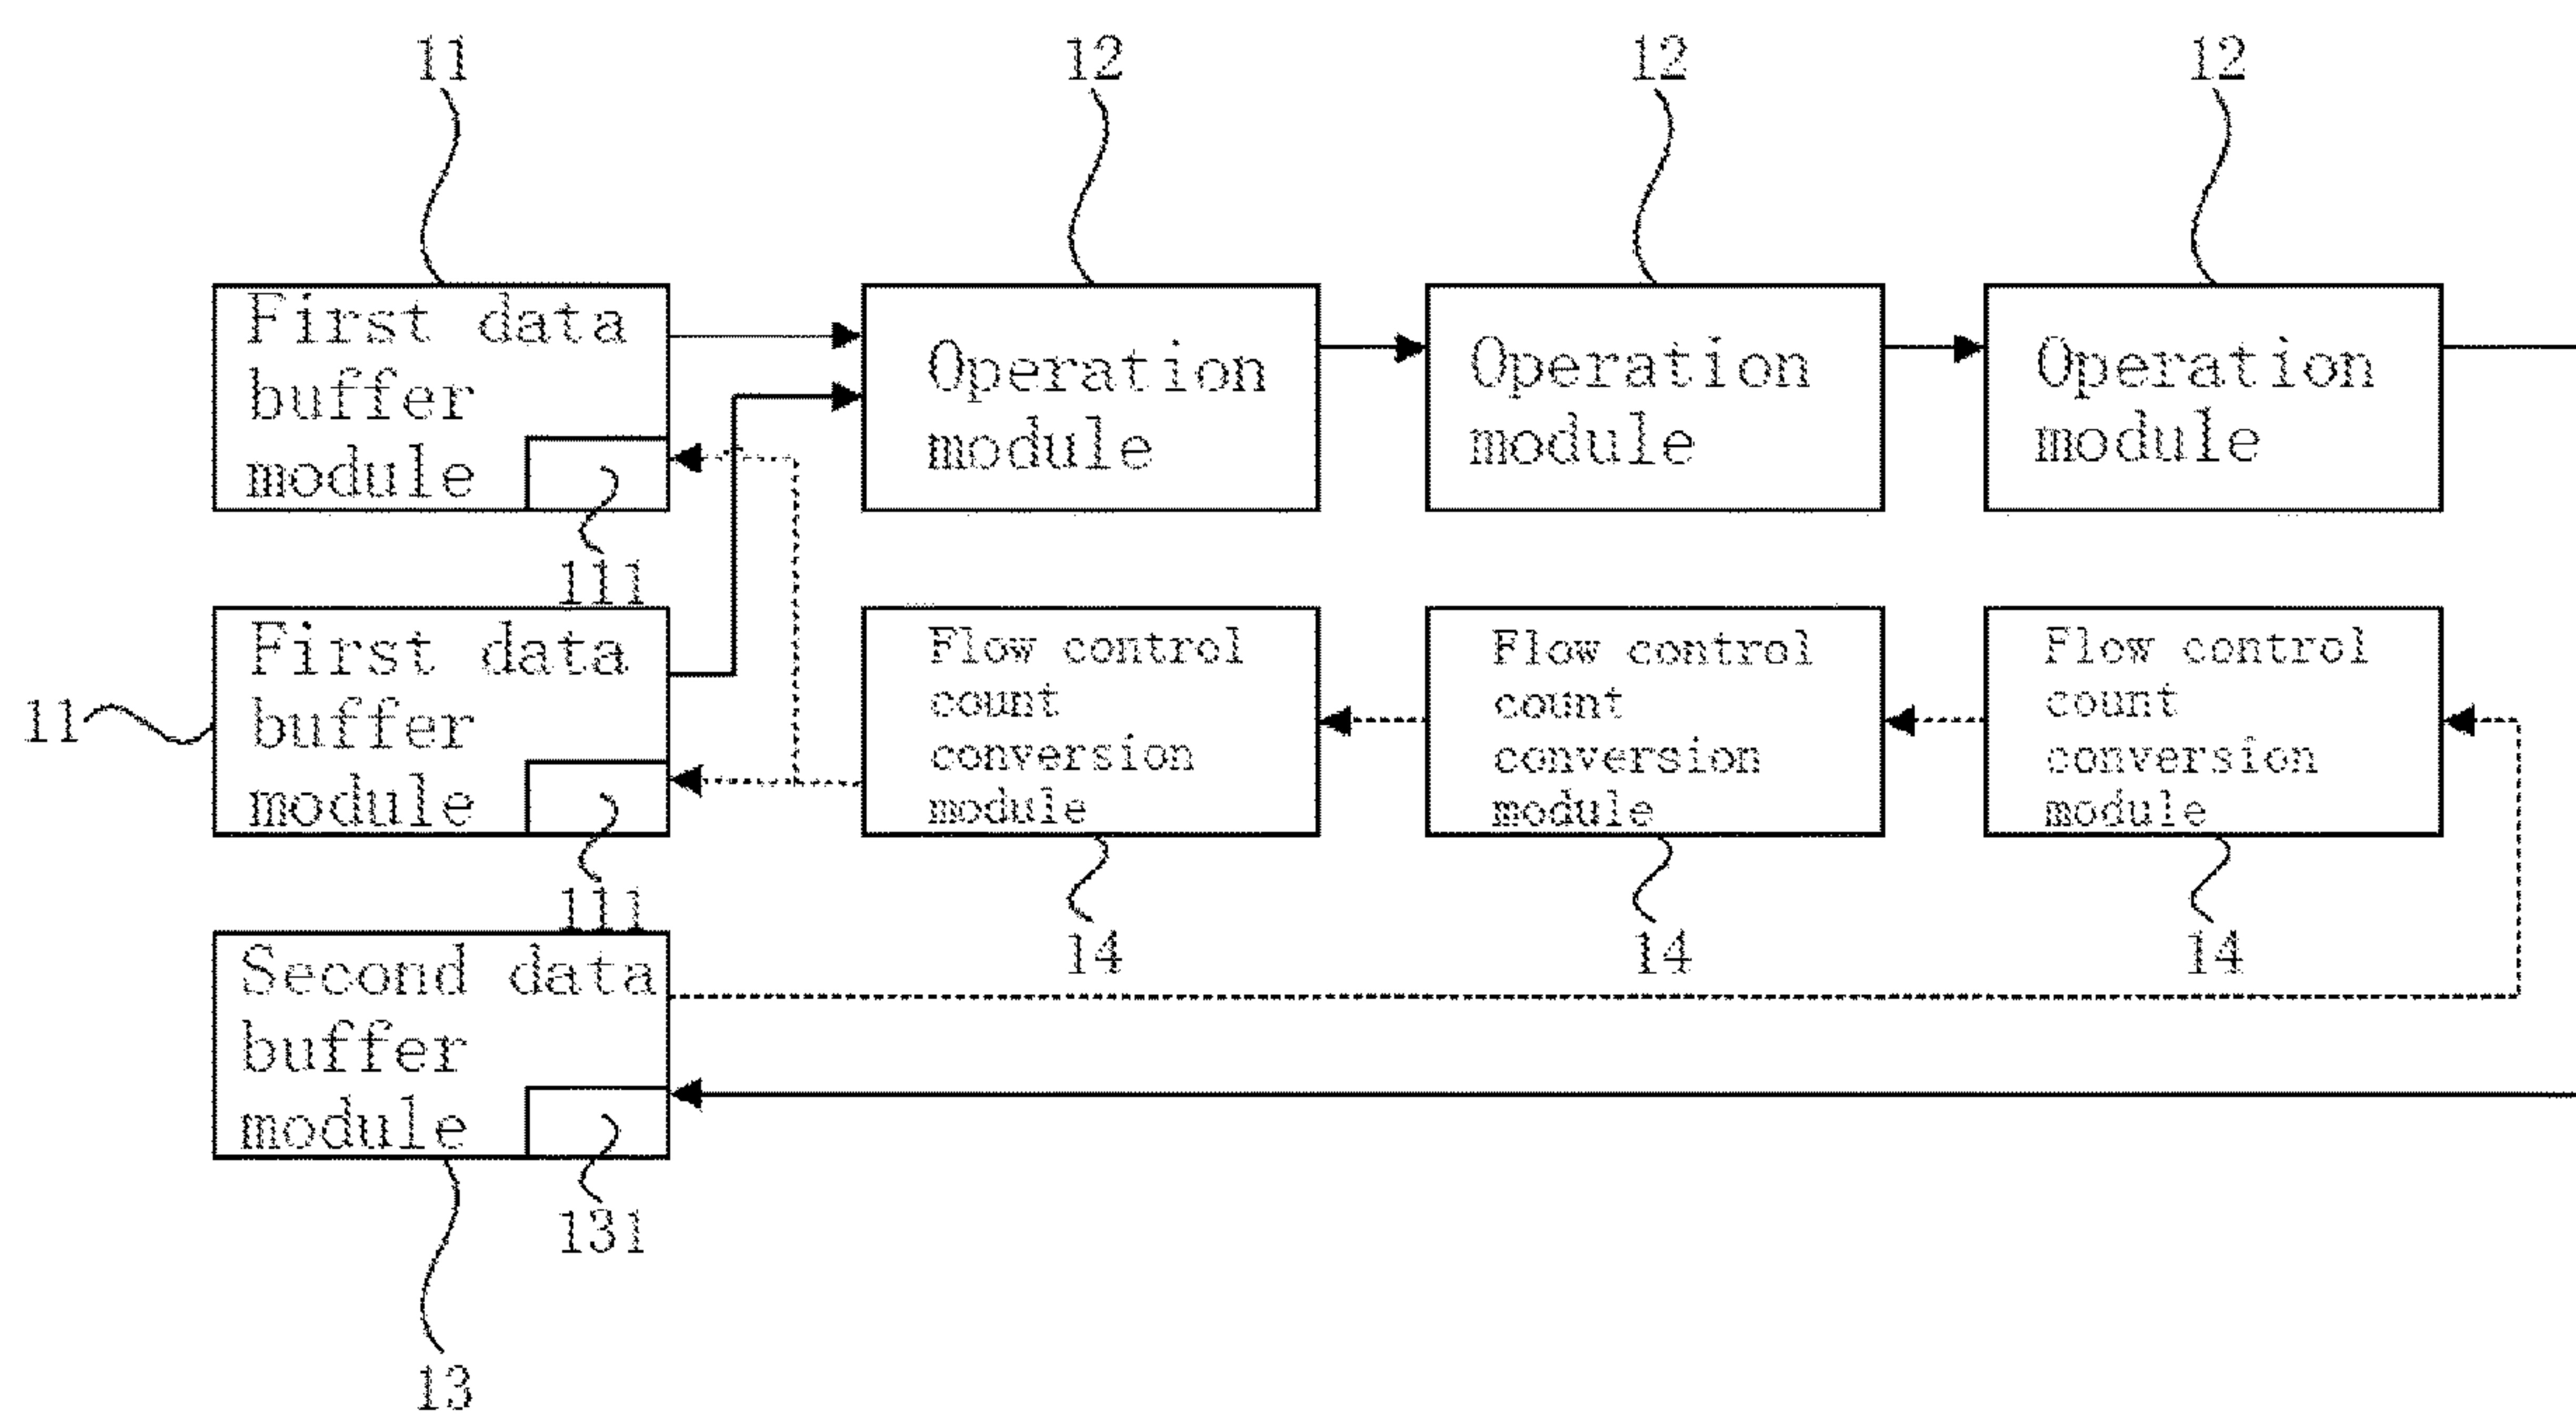 11
12
12
12
First data
buffer
module
111
Operation
module
Operation
module
Operation
module
11
First data
buffer
module
111
Flow control
count
conversion
module
14
Flow control
count
conversion
module
14
Flow control
count
conversion
module
14
Second data
buffer
module
131
13